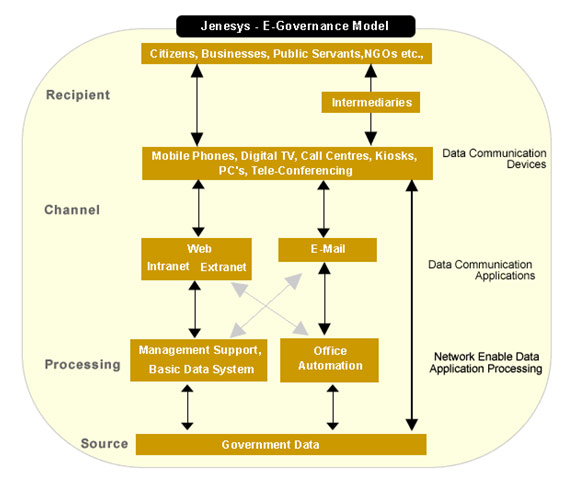 Jenesys - E-Governance Model
Citizens, Businesses, Public Servants,NGOs etc.,
Recipient
Intermediaries
Mobile Phones, Digital TV, Call Centres, Kiosks,
PC's, Tele-Conferencing
Data Communication
Devices
Channel
Web
Intranet Extranet
E-Mail
Data Communication
Applications
Processing
Management Support,
Basic Data System
Office
Automation
Network Enable Data
Application Processing
Source
Government Data